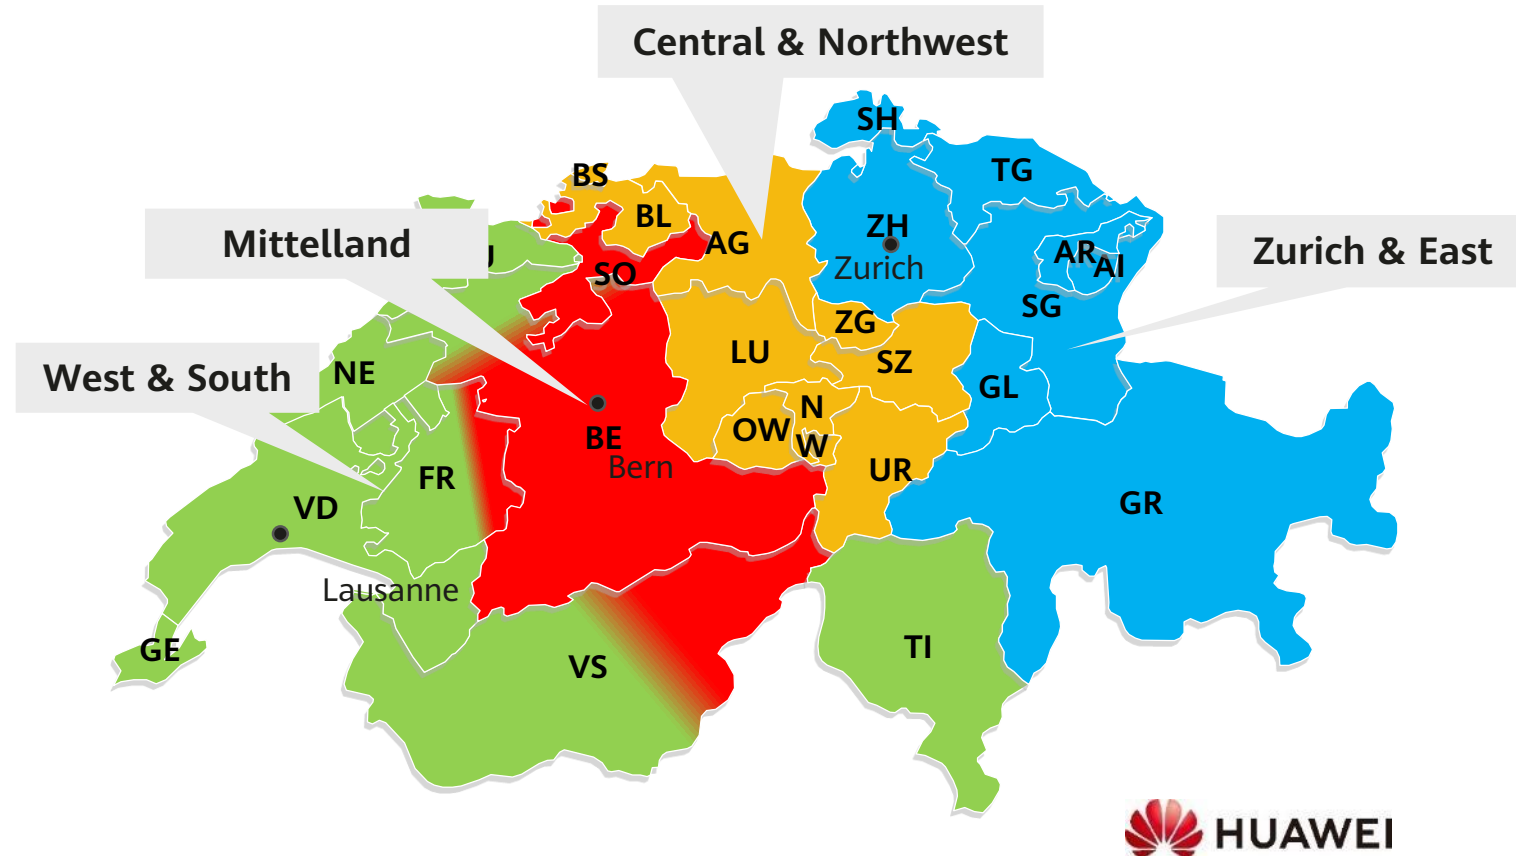 Central & Northwest
SH
TG
BS
BL
ZH
Mittelland
AG
Zurich
AR
AI
Zurich & East
U
SO
SG
ZG
LU
SZ
West & South
NE
GL
N
W
OW
BE
Bern
UR
FR
GR
VD
Lausanne
GE
VS
TI
HUAWEI